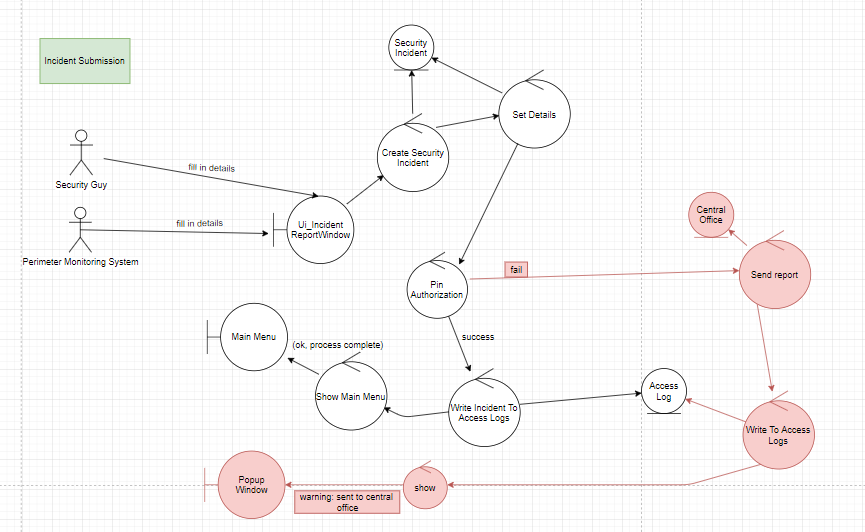 Security
Incident
Incident Submission
Set Details
Create Security
Incident
fill in details
Security Guy
Central
Office
fill in details
Ui_Incident
ReportWindow
Perimeter Monitoring System
fail
Send report
Pin
Authorization
Main Menu
(ok, process complete)
success
Access
Log
Show Main Menu
Write Incident To
Access Logs
Write To Access
Logs
Popup
Window
show
warning: sent to central
office